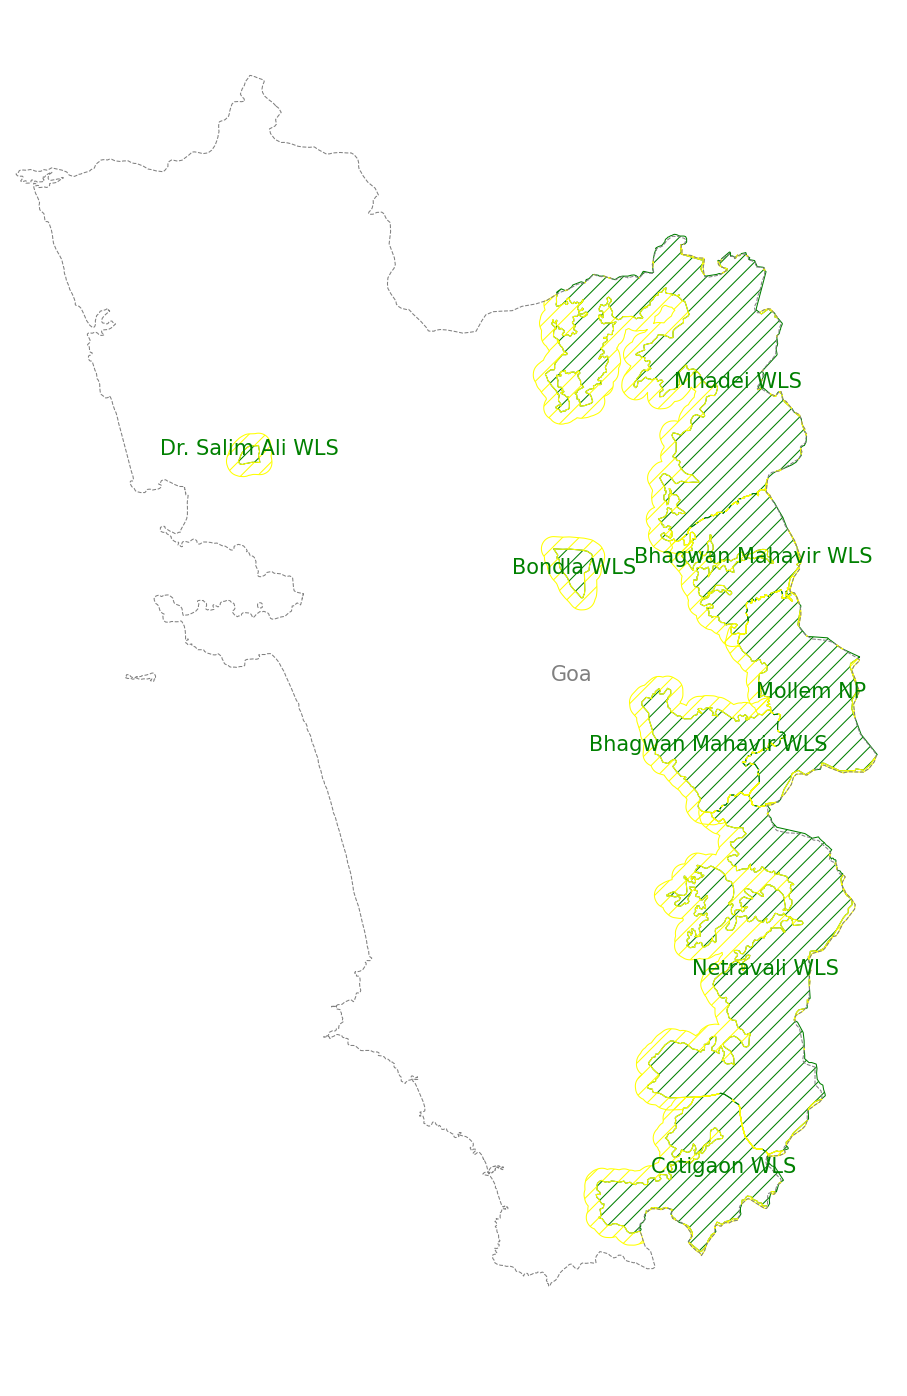 Mhadei WLS
Dr. Salim Ali WLS
Bhagwan Mahavir WLS
Bondla WLS
Goa
Mollem NP
Bhagwan Mahavir WLS
Netravali WLS
Cotigaon WLS